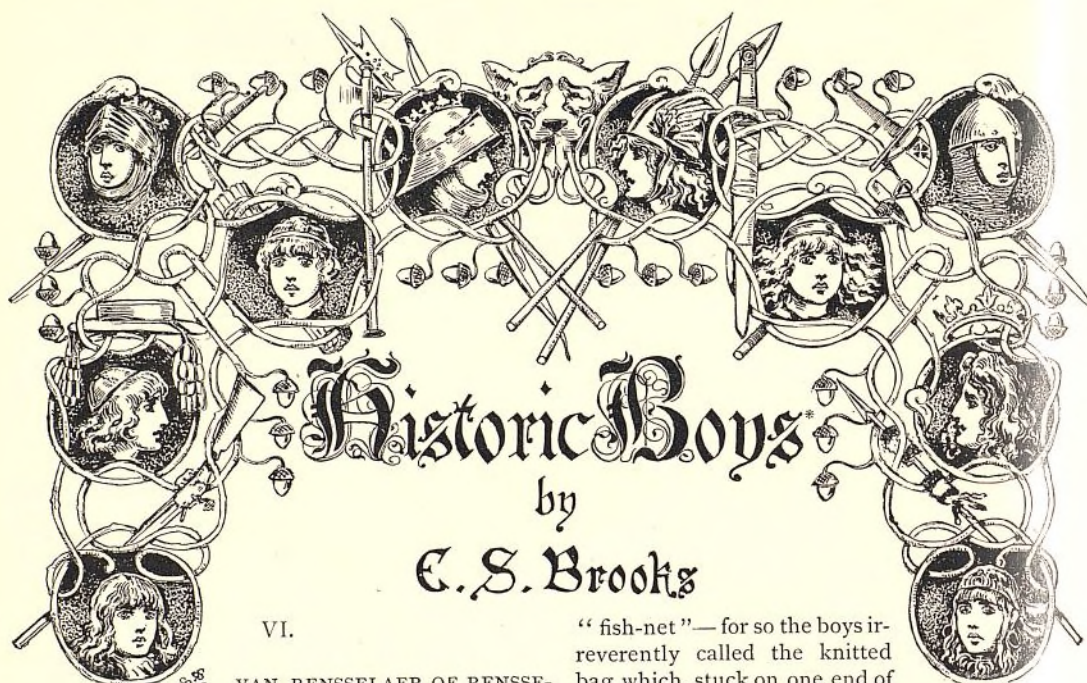 Historic Boys*
by
E. S. Brooks
VI.
VAN RENSSELAER OF RENSSE-
“ fish-net ”— for so the boys ir-
reverently called the knitted
bag which, stuck on one end of